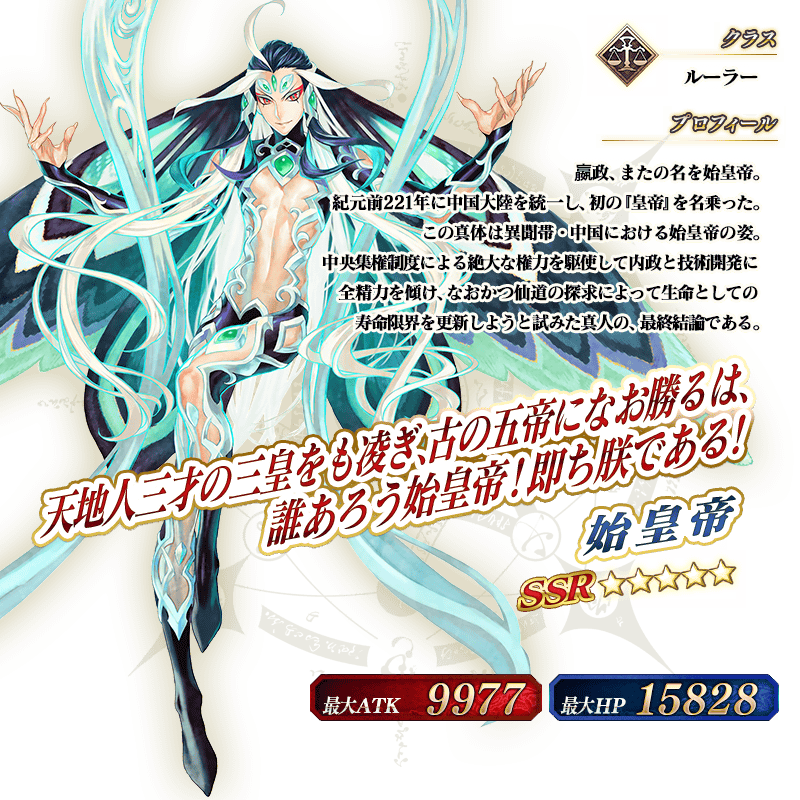 クラス
ルーラー
プロフィール
嬴政、またの名を始皇帝。
紀元前221年に中国大陸を統一し、初の『皇帝』を名乗った。
この真体は異聞帯・中国における始皇帝の姿。
中央集権制度による絶大な権力を駆使して内政と技術開発に
全精力を傾け、なおかつ仙道の探求によって生命としての
寿命限界を更新しようと試みた真人の、最終結論である。
天地人三才の三皇をも凌ぎ、古の五帝になお勝るは、
誰あろう始皇帝！即ち朕である！
始皇帝
SSR ☆☆☆☆☆
最大ATK 9977
最大HP 15828